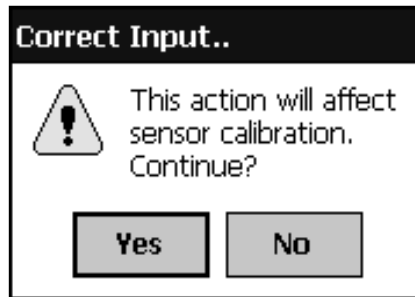 Correct Input..
This action will affect
sensor calibration.
Continue?
Yes
No